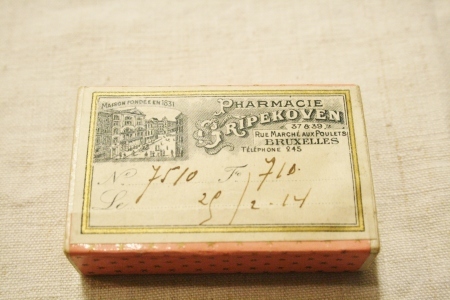 MAISON FONDÉE EN 1831
PHARMACIE
GRIPEKOVEN
37 & 39
RUE MARCHÉ AUX POULETS
BRUXELLES
TÉLÉPHONE 245
No 7510 F. 710.
29/2-14